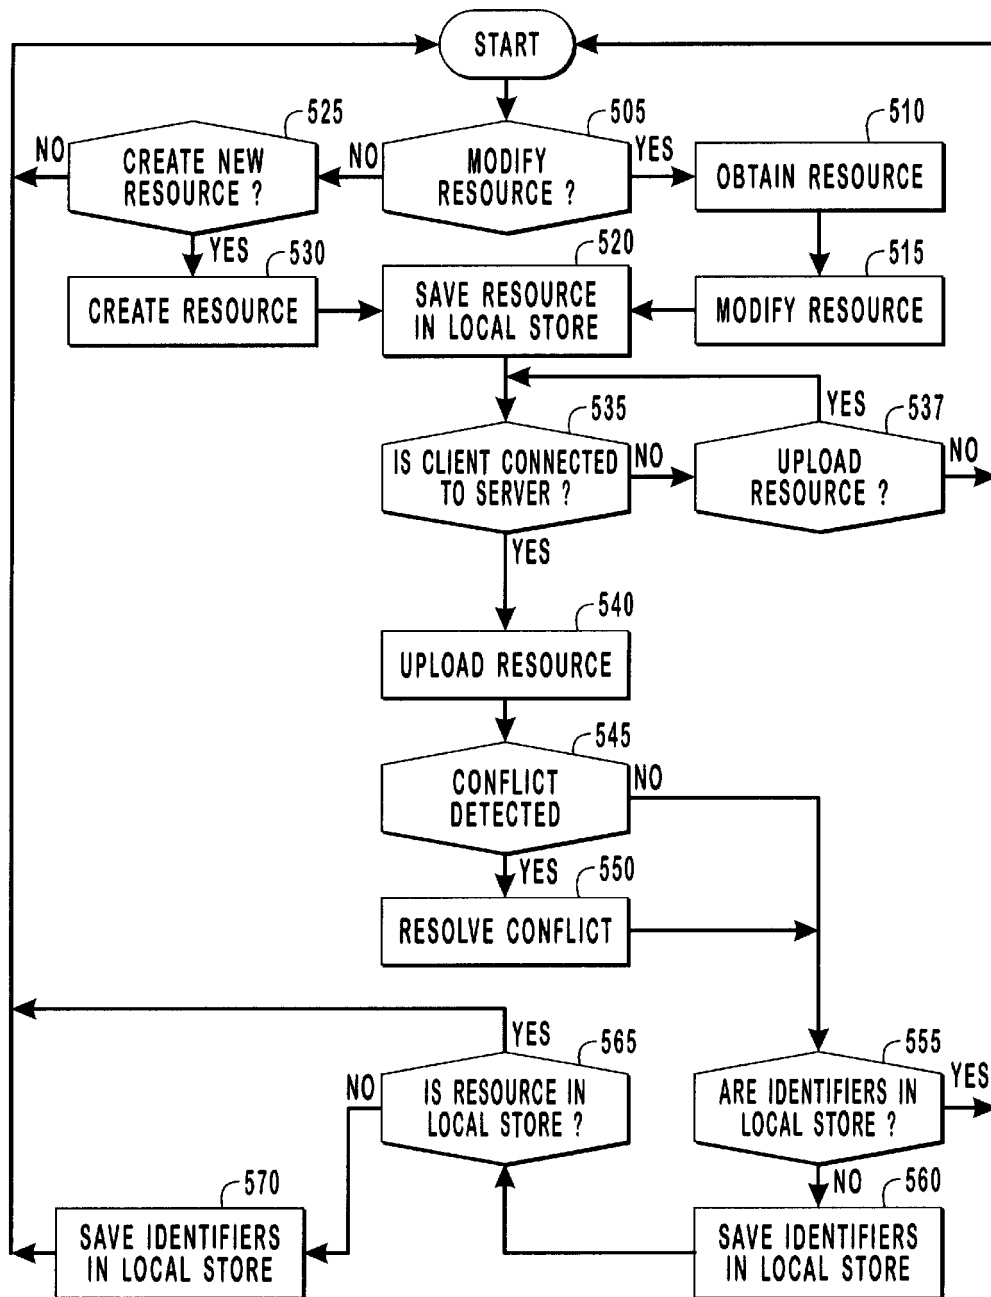 START
525
505
510
NO
CREATE NEW
RESOURCE ?
NO
MODIFY
RESOURCE ?
YES
OBTAIN RESOURCE
YES
530
520
515
CREATE RESOURCE
SAVE RESOURCE
IN LOCAL STORE
MODIFY RESOURCE
535
YES
537
IS CLIENT CONNECTED
TO SERVER ?
NO
UPLOAD
RESOURCE ?
NO
YES
540
UPLOAD RESOURCE
545
CONFLICT
DETECTED
NO
YES
550
RESOLVE CONFLICT
YES
565
555
NO
IS RESOURCE IN
LOCAL STORE ?
ARE IDENTIFIERS IN
LOCAL STORE ?
YES
570
NO
560
SAVE IDENTIFIERS
IN LOCAL STORE
SAVE IDENTIFIERS
IN LOCAL STORE